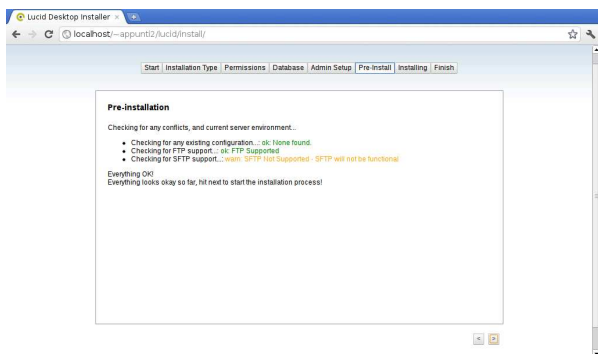 Lucid Desktop Installer
localhost/~appunti2/lucid/install/
Start Installation Type Permissions Database Admin Setup Pre-Install Installing Finish
Pre-installation
Checking for any conflicts, and current server environment...
Checking for any existing configuration...: ok: None found.
Checking for FTP support...: ok: FTP Supported
Checking for SFTP support...: warn: SFTP Not Supported - SFTP will not be functional
Everything OK!
Everything looks okay so far, hit next to start the installation process!
< >